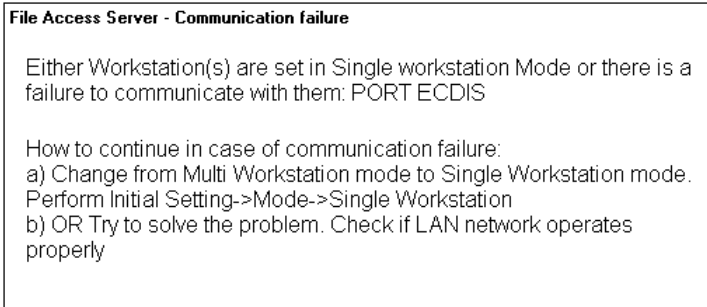 File Access Server - Communication failure
Either Workstation(s) are set in Single workstation Mode or there is a
failure to communicate with them: PORT ECDIS
How to continue in case of communication failure:
a) Change from Multi Workstation mode to Single Workstation mode.
Perform Initial Setting->Mode->Single Workstation
b) OR Try to solve the problem. Check if LAN network operates
properly